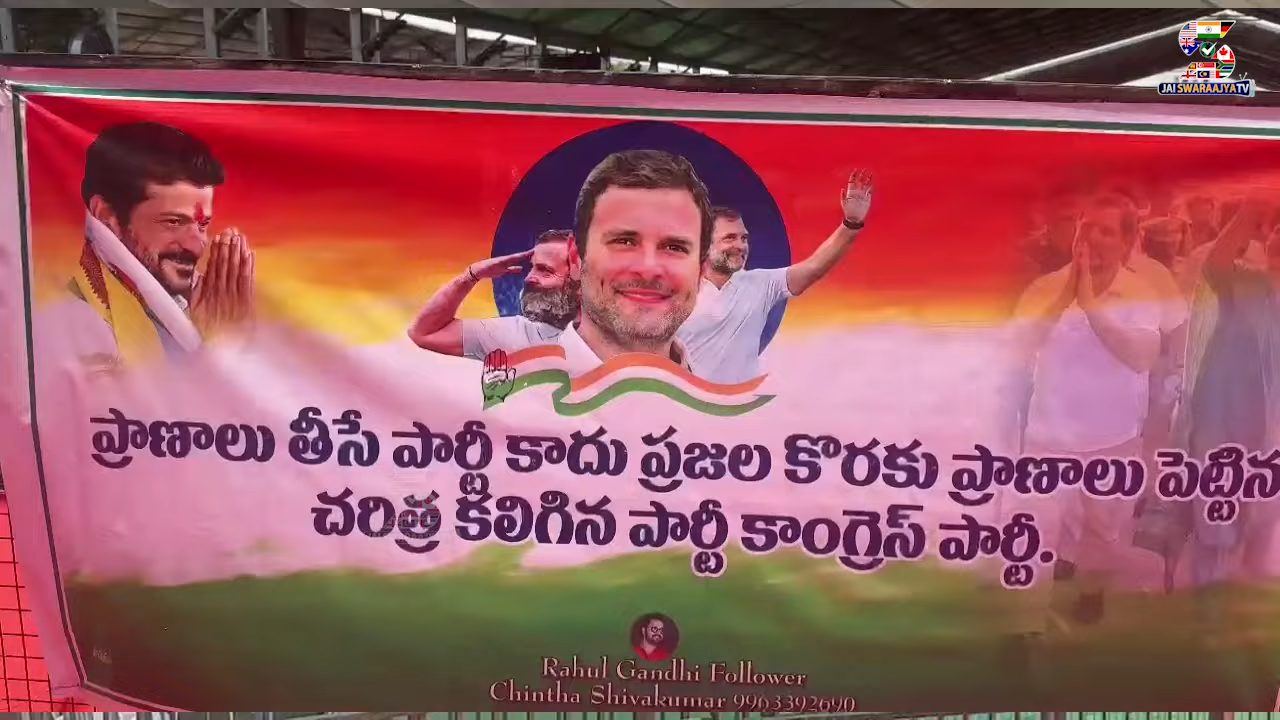 JAI SWARAAJYA TV
ప్రాణాలు తీసే పార్టీ కాదు ప్రజల కొరకు ప్రాణాలు పెట్టిన
చరిత్ర కలిగిన పార్టీ కాంగ్రెస్ పార్టీ.
Rahul Gandhi Follower
Chintha Shivakumar 9963392690